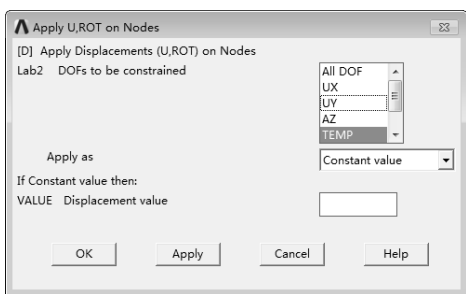 Apply U,ROT on Nodes
[D] Apply Displacements (U,ROT) on Nodes
Lab2 DOFs to be constrained
All DOF
UX
UY
AZ
TEMP
Apply as
Constant value
If Constant value then:
VALUE Displacement value
OK Apply Cancel Help